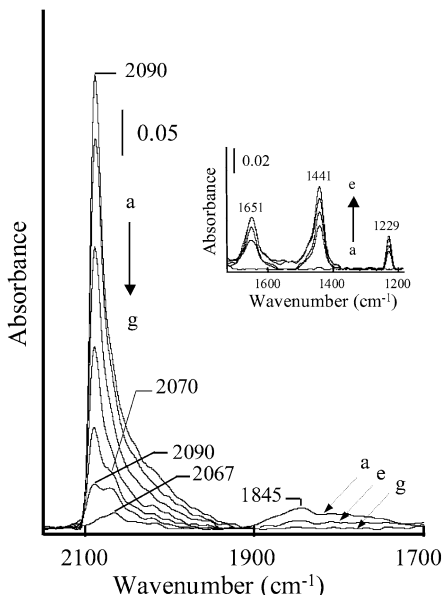 2090
0.05
Absorbance
a
g
0.02
Absorbance
1651
1441
e
a
1229
1600
1400
1200
Wavenumber (cm-1)
2070
2090
2067
1845
a
e
g
2100
1900
1700
Wavenumber (cm-1)